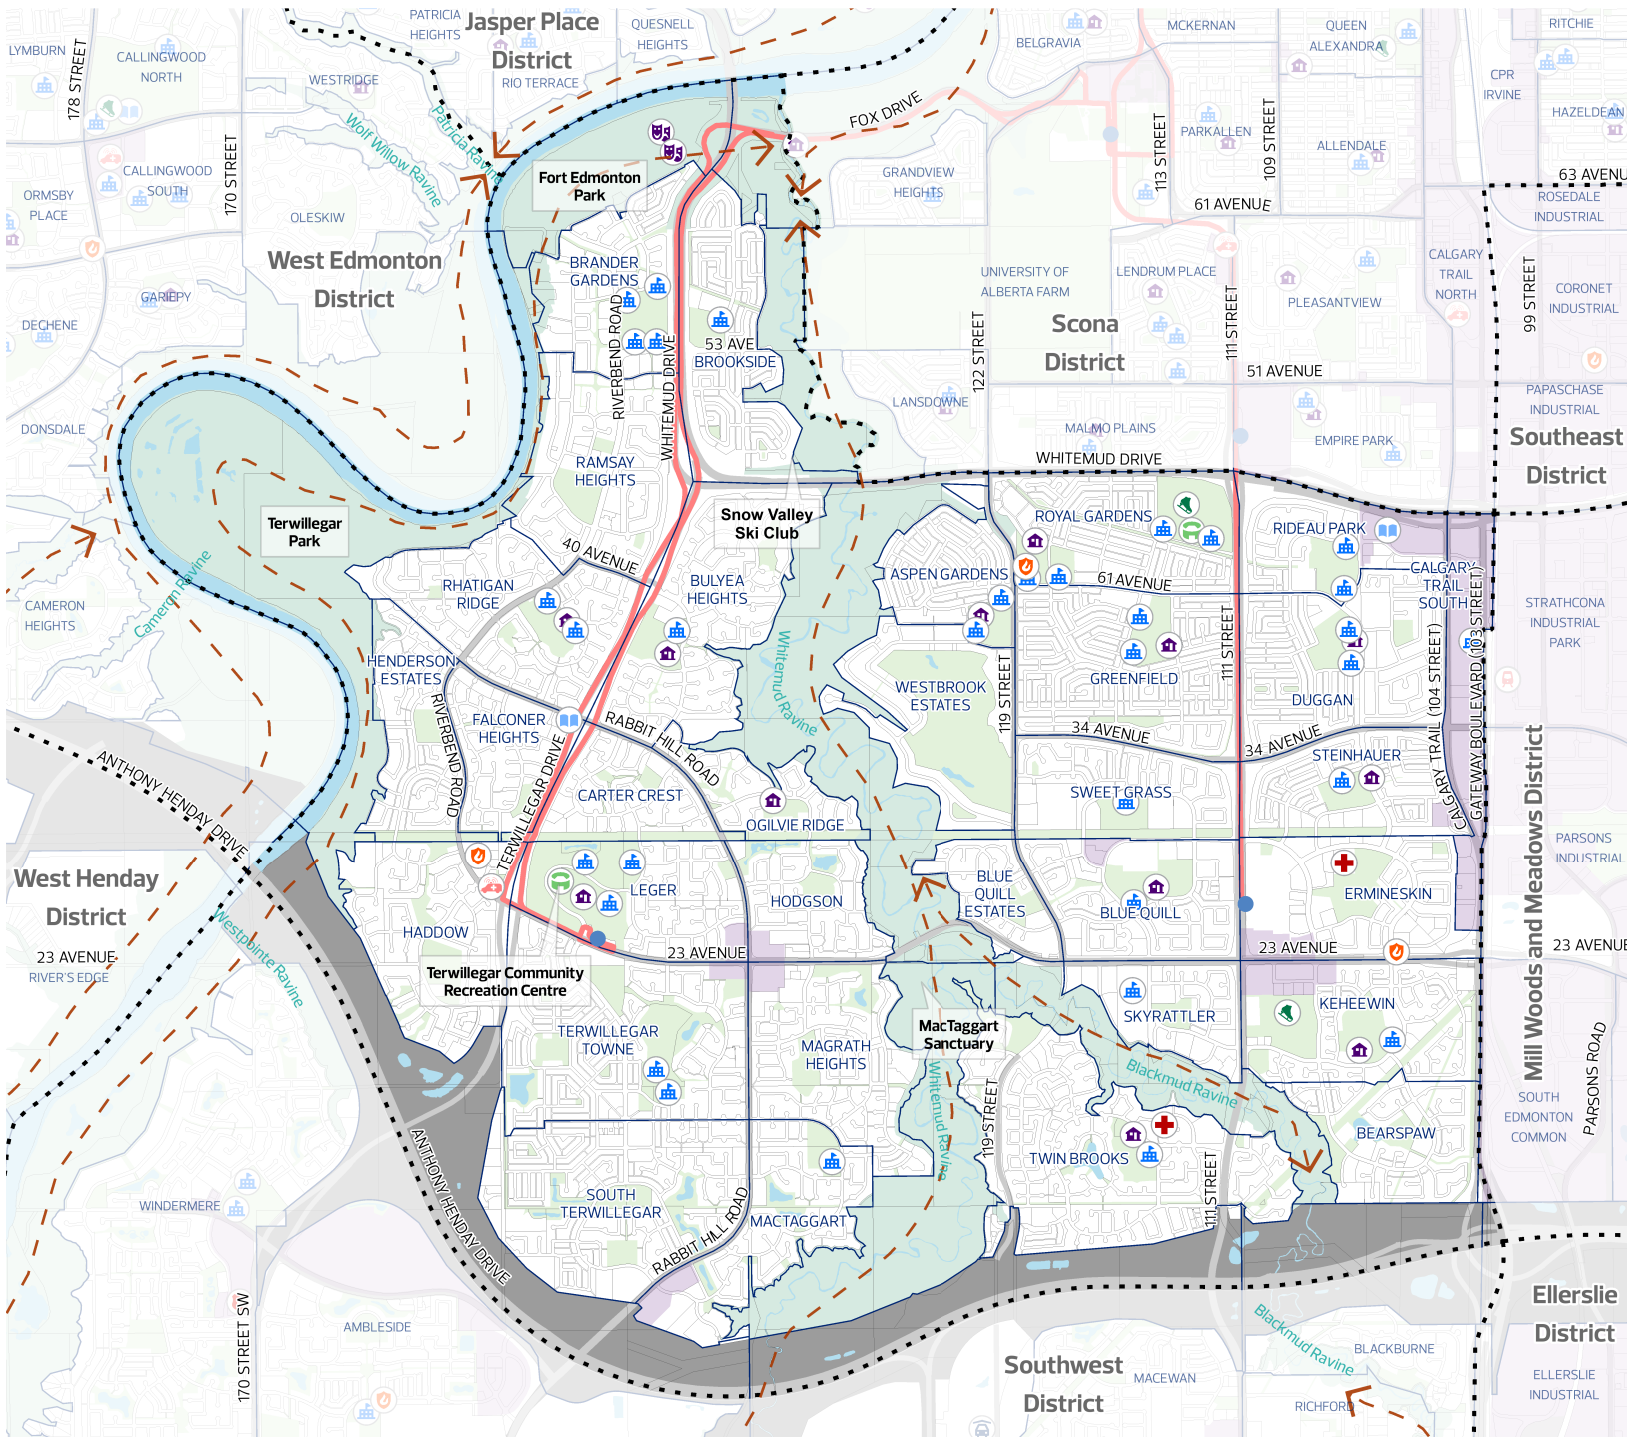 PATRICIA
HEIGHTS
Jasper Place
District
QUESNELL
HEIGHTS
BELGRAVIA
MCKERNAN
QUEEN
ALEXANDRA
RITCHIE
LYMBURN
178 STREET
CALLINGWOOD
NORTH
WESTRIDGE
RIO TERRACE
CPR
IRVINE
HAZELDEAN
FOX DRIVE
Patricia Ravine
Wolf Willow Ravine
PARKALLEN
109 STREET
113 STREET
ALLENDALE
170 STREET
CALLINGWOOD
SOUTH
ORMSBY
PLACE
OLESKIW
Fort Edmonton
Park
GRANDVIEW
HEIGHTS
63 AVENU
ROSEDALE
INDUSTRIAL
61 AVENUE
West Edmonton
District
BRANDER
GARDENS
UNIVERSITY OF
ALBERTA FARM
LENDRUM PLACE
PLEASANTVIEW
CALGARY
TRAIL
NORTH
99 STREET
CORONET
INDUSTRIAL
GARIEPY
DECHENE
RIVERBEND ROAD
WHITEMUD DRIVE
53 AVE
BROOKSIDE
Scona
District
122 STREET
111 STREET
51 AVENUE
LANSDOWNE
MALMO PLAINS
EMPIRE PARK
PAPASCHASE
INDUSTRIAL
Southeast
District
DONSDALE
WHITEMUD DRIVE
RAMSAY
HEIGHTS
Terwillegar
Park
Snow Valley
Ski Club
ROYAL GARDENS
RIDEAU PARK
40 AVENUE
RHATIGAN
RIDGE
BULYEA
HEIGHTS
ASPEN GARDENS
61 AVENUE
CALGARY
TRAIL
SOUTH
Cameron Ravine
CAMERON
HEIGHTS
STRATHCONA
INDUSTRIAL
PARK
HENDERSON
ESTATES
Whitemud Ravine
WESTBROOK
ESTATES
119 STREET
GREENFIELD
111 STREET
DUGGAN
CALGARY TRAIL (104 STREET)
GATEWAY BOULEVARD (103 STREET)
RIVERBEND ROAD
FALCONER
HEIGHTS
RABBIT HILL ROAD
34 AVENUE
34 AVENUE
STEINHAUER
ANTHONY HENDAY DRIVE
TERWILLEGAR DRIVE
CARTER CREST
OGILVIE RIDGE
SWEET GRASS
CALGARY TRAIL
Mill Woods and Meadows District
PARSONS
INDUSTRIAL
West Henday
District
LEGER
HODGSON
BLUE
QUILL
ESTATES
BLUE QUILL
ERMINESKIN
HADDOW
Westpointe Ravine
23 AVENUE
RIVER'S EDGE
23 AVENUE
23 AVENUE
23 AVENUE
Terwillegar Community
Recreation Centre
MacTaggart
Sanctuary
SKYRATTLER
KEHEEWIN
TERWILLEGAR
TOWNE
MAGRATH
HEIGHTS
Whitemud Ravine
Blackmud Ravine
119 STREET
PARSONS ROAD
SOUTH
EDMONTON
COMMON
BEARSPAW
TWIN BROOKS
ANTHONY HENDAY DRIVE
WINDERMERE
SOUTH
TERWILLEGAR
RABBIT HILL ROAD
MACTAGGART
111 STREET
Ellerslie
District
170 STREET SW
AMBLESIDE
Southwest
District
MACEWAN
Blackmud Ravine
BLACKBURNE
RICHFORD
ELLERSLIE
INDUSTRIAL